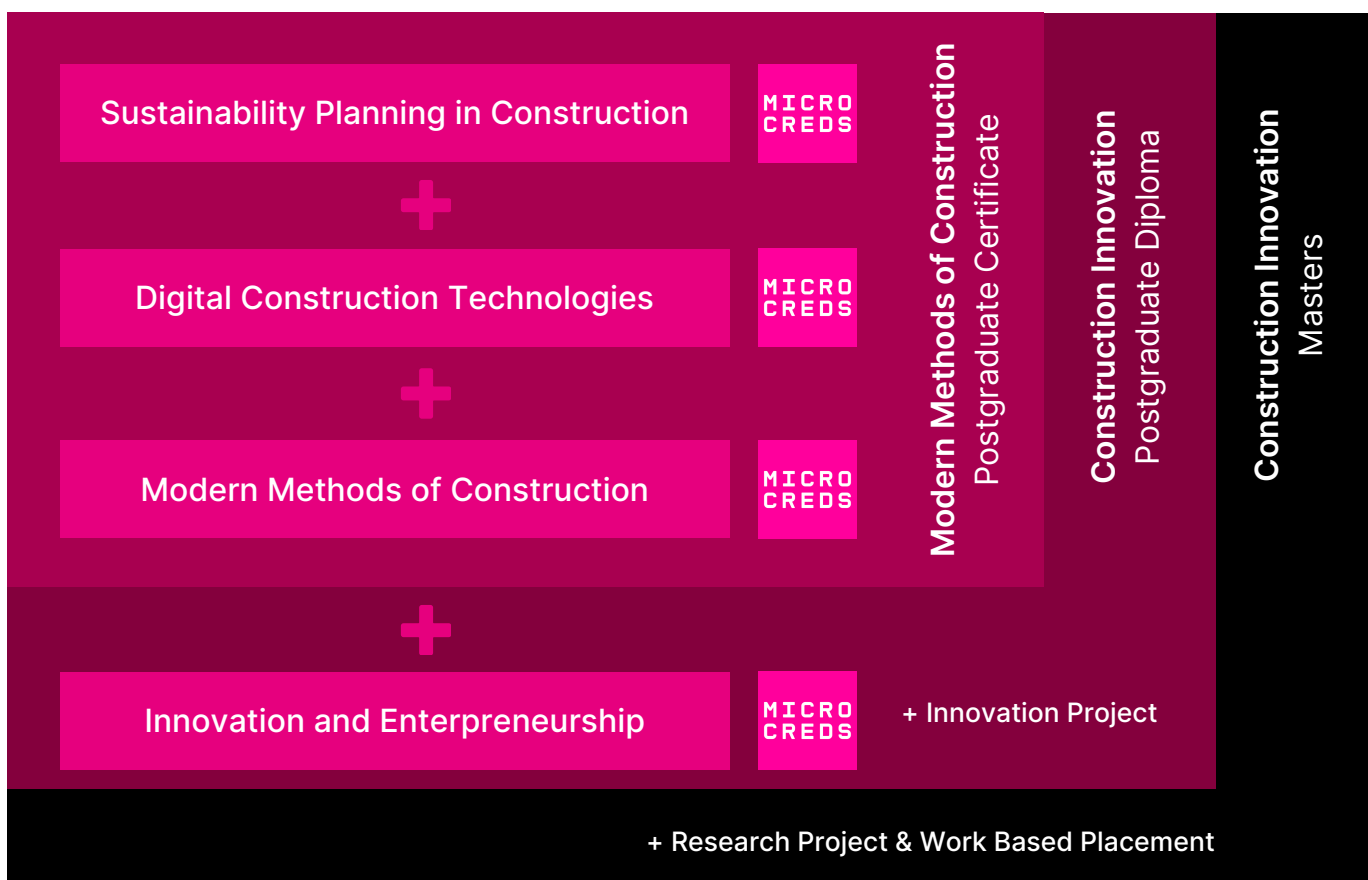 Sustainability Planning in Construction
MICRO
CREDS
Digital Construction Technologies
MICRO
CREDS
Modern Methods of Construction
MICRO
CREDS
Modern Methods of Construction
Postgraduate Certificate
Innovation and Enterpreneurship
MICRO
CREDS
+ Innovation Project
Construction Innovation
Postgraduate Diploma
+ Research Project & Work Based Placement
Construction Innovation
Masters